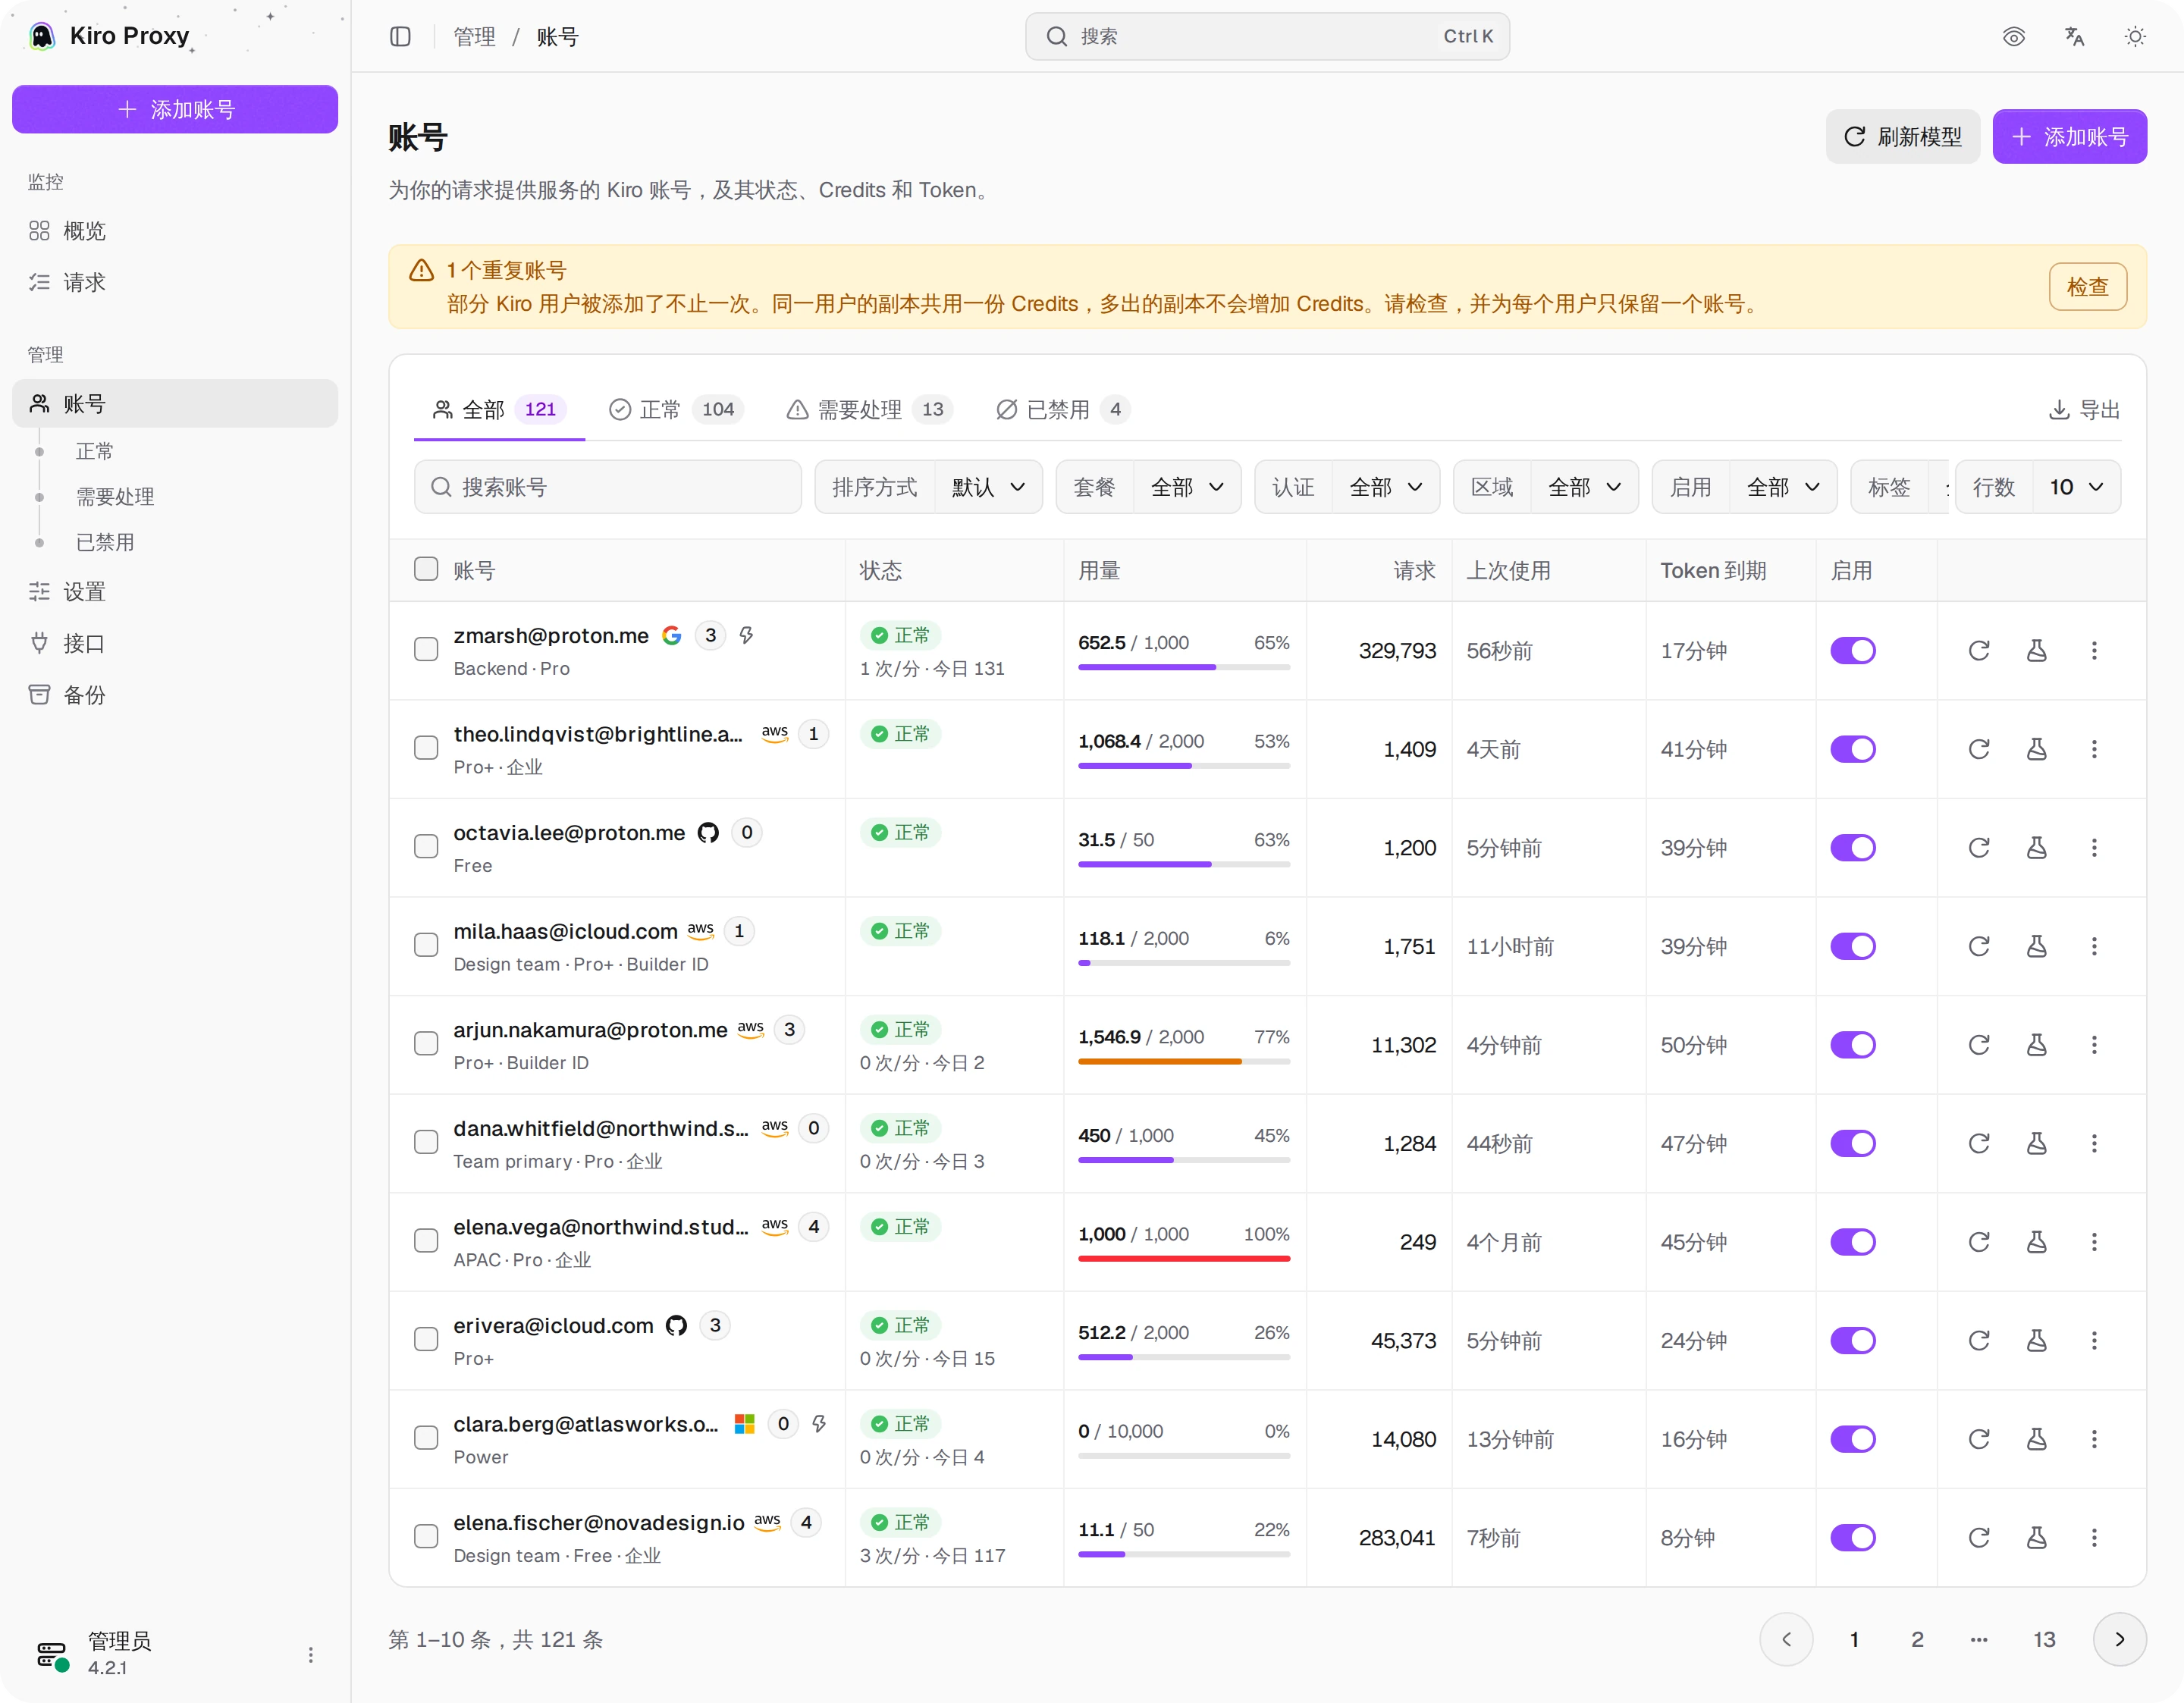 Kiro Proxy
添加账号
监控
概览
请求
管理
账号
正常
需要处理
已禁用
设置
接口
备份
管理员
4.2.1
管理 / 账号
搜索 Ctrl K
账号
刷新模型
添加账号
为你的请求提供服务的 Kiro 账号，及其状态、Credits 和 Token。
1 个重复账号
部分 Kiro 用户被添加了不止一次。同一用户的副本共用一份 Credits，多出的副本不会增加 Credits。请检查，并为每个用户只保留一个账号。
检查
全部 121 正常 104 需要处理 13 已禁用 4 导出
搜索账号 排序方式 默认 套餐 全部 认证 全部 区域 全部 启用 全部 标签 行数 10
账号 状态 用量 请求 上次使用 Token 到期 启用
zmarsh@proton.me 3 正常 652.5 / 1,000 65% 329,793 56秒前 17分钟
Backend · Pro 1 次/分 · 今日 131
theo.lindqvist@brightline.a... aws 1 正常 1,068.4 / 2,000 53% 1,409 4天前 41分钟
Pro+ · 企业
octavia.lee@proton.me 0 正常 31.5 / 50 63% 1,200 5分钟前 39分钟
Free
mila.haas@icloud.com aws 1 正常 118.1 / 2,000 6% 1,751 11小时前 39分钟
Design team · Pro+ · Builder ID
arjun.nakamura@proton.me aws 3 正常 1,546.9 / 2,000 77% 11,302 4分钟前 50分钟
Pro+ · Builder ID 0 次/分 · 今日 2
dana.whitfield@northwind.s... aws 0 正常 450 / 1,000 45% 1,284 44秒前 47分钟
Team primary · Pro · 企业 0 次/分 · 今日 3
elena.vega@northwind.stud... aws 4 正常 1,000 / 1,000 100% 249 4个月前 45分钟
APAC · Pro · 企业
erivera@icloud.com 3 正常 512.2 / 2,000 26% 45,373 5分钟前 24分钟
Pro+ 0 次/分 · 今日 15
clara.berg@atlasworks.o... 0 正常 0 / 10,000 0% 14,080 13分钟前 16分钟
Power 0 次/分 · 今日 4
elena.fischer@novadesign.io aws 4 正常 11.1 / 50 22% 283,041 7秒前 8分钟
Design team · Free · 企业 3 次/分 · 今日 117
第 1–10 条，共 121 条 1 2 ··· 13